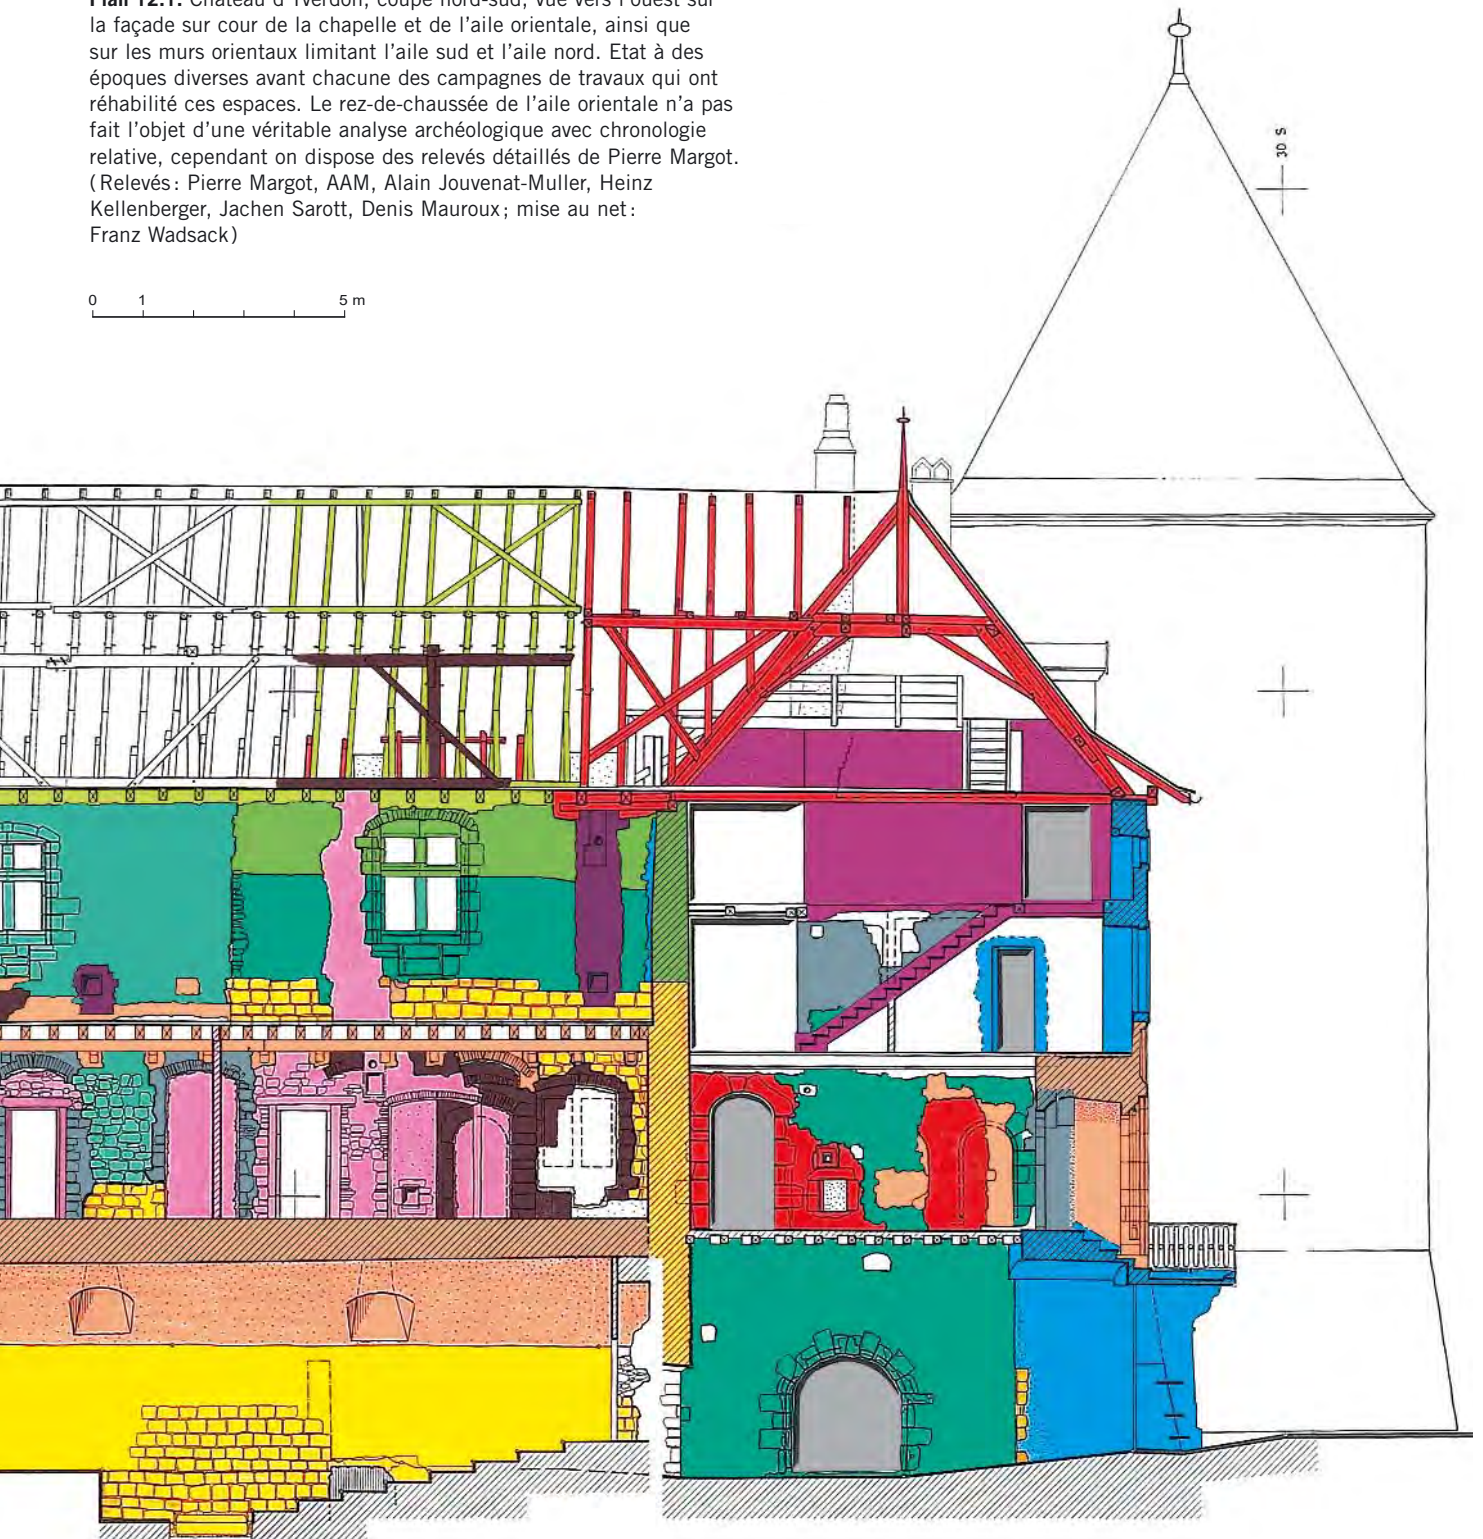 Plan 12.1. Château d'Yverdon, coupe nord-sud, vue vers l'ouest sur
la façade sur cour de la chapelle et de l'aile orientale, ainsi que
sur les murs orientaux limitant l'aile sud et l'aile nord. Etat à des
époques diverses avant chacune des campagnes de travaux qui ont
réhabilité ces espaces. Le rez-de-chaussée de l'aile orientale n'a pas
fait l'objet d'une véritable analyse archéologique avec chronologie
relative, cependant on dispose des relevés détaillés de Pierre Margot.
(Relevés: Pierre Margot, AAM, Alain Jouvenat-Muller, Heinz
Kellenberger, Jachen Sarott, Denis Mauroux; mise au net:
Franz Wadsack)
0 1 5 m
30 S